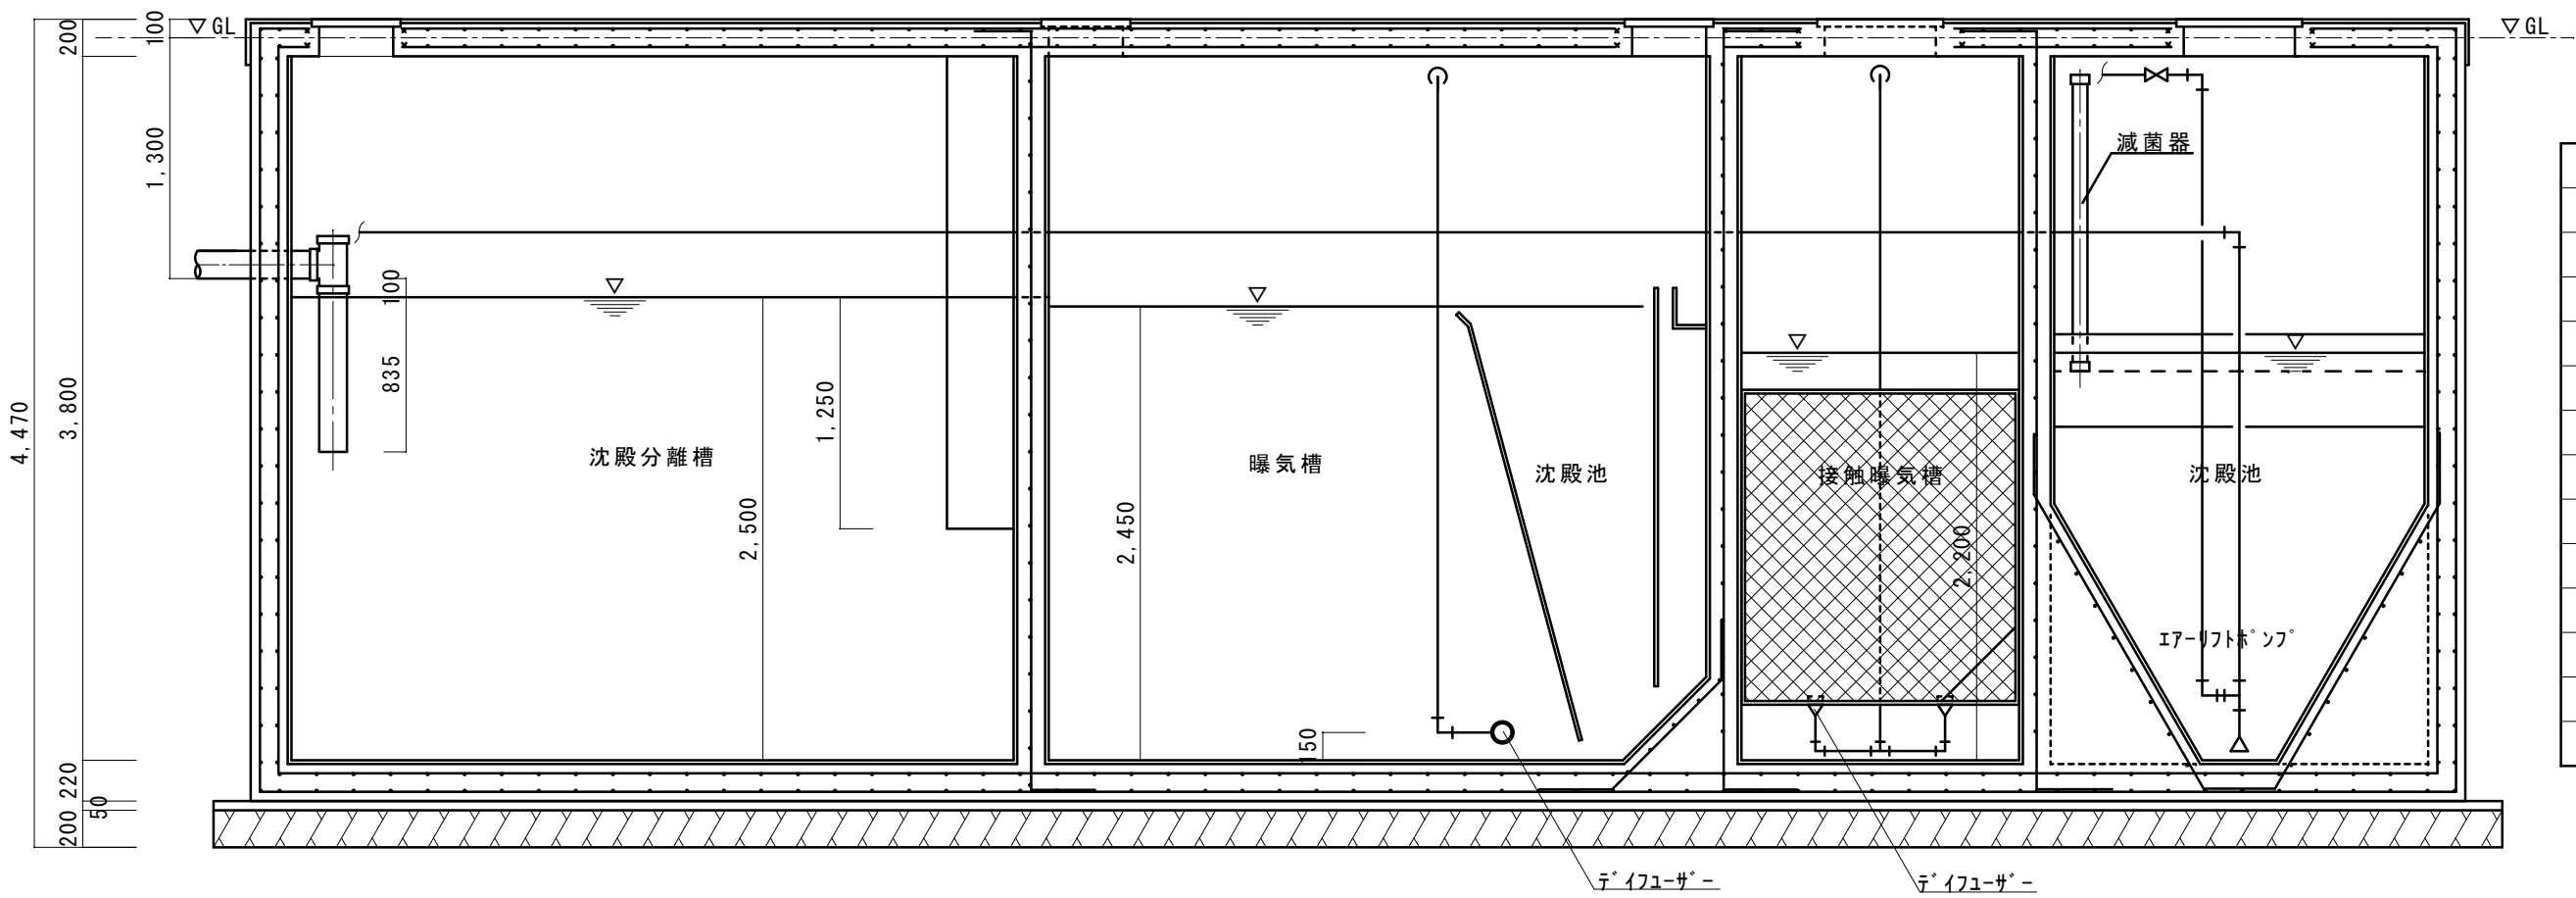 ▽ GL
▽ GL
200
100
1,300
4,470
3,800
220
50
200
100
835
1,250
2,500
2,450
150
2,200
沈殿分離槽
曝気槽
沈殿池
接触曝気槽
沈殿池
減菌器
ｴｱｰﾘﾌﾄﾎﾟﾝﾌﾟ
ﾃﾞｲﾌｭｰｻﾞｰ
ﾃﾞｲﾌｭｰｻﾞｰ